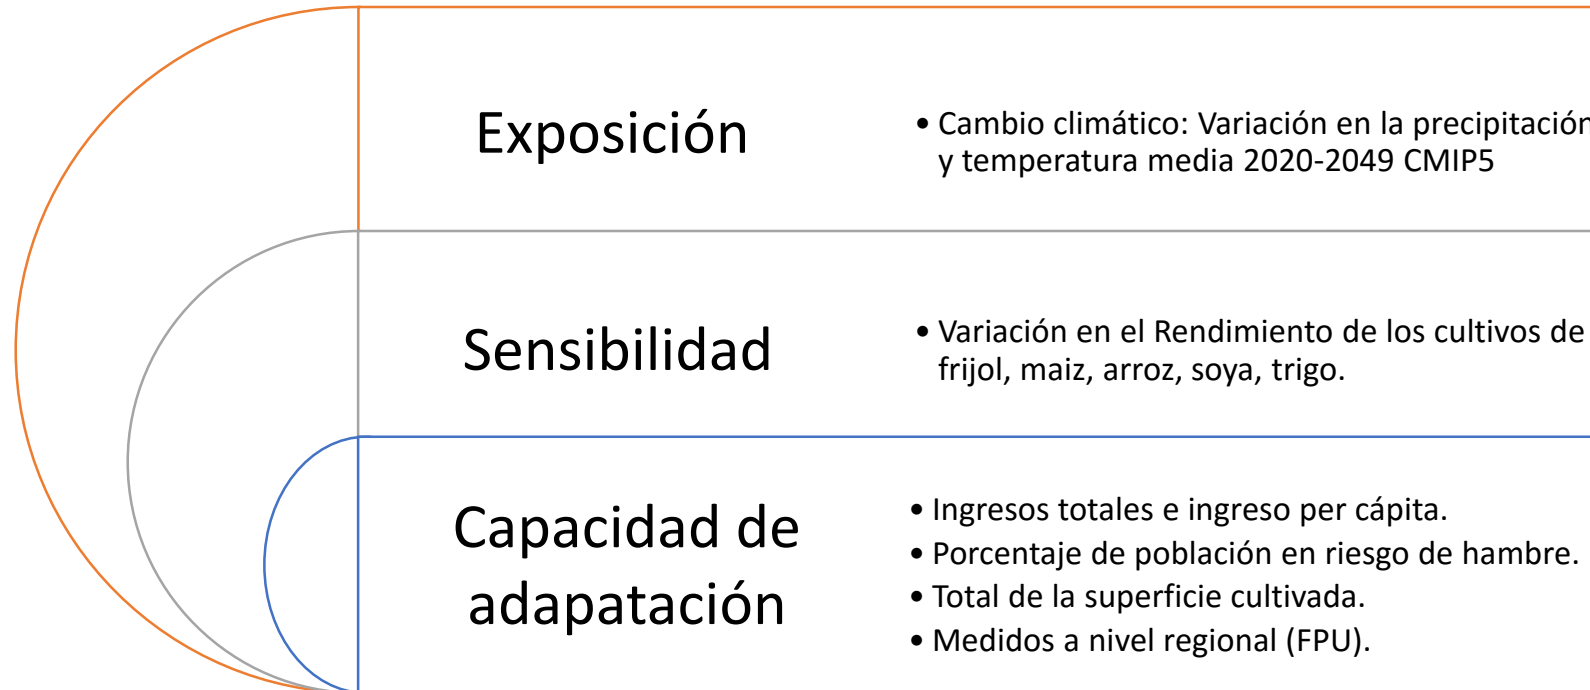 Exposición
• Cambio climático: Variación en la precipitación
y temperatura media 2020-2049 CMIP5
Sensibilidad
• Variación en el Rendimiento de los cultivos de
frijol, maiz, arroz, soya, trigo.
Capacidad de
adapatación
• Ingresos totales e ingreso per cápita.
• Porcentaje de población en riesgo de hambre.
• Total de la superficie cultivada.
• Medidos a nivel regional (FPU).